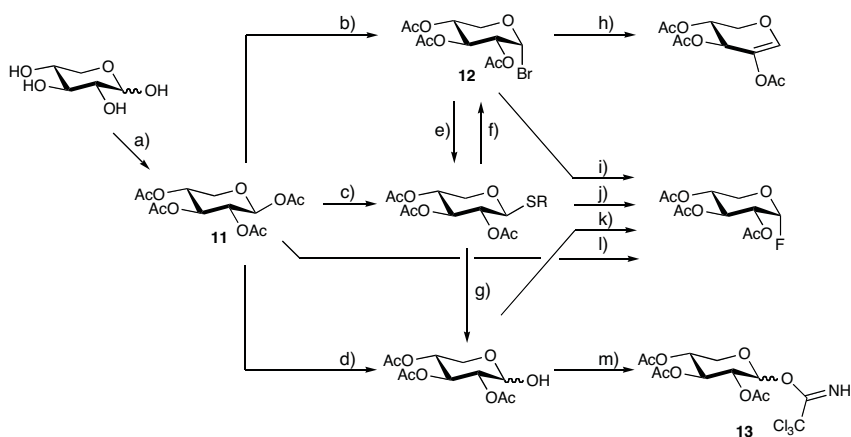 b)
h)
AcO
O
AcO
AcO
Br
12
AcO
O
AcO
OAc
HO
O
HO
OH
OH
a)
e)
f)
i)
AcO
O
AcO
OAc
OAc
11
c)
AcO
O
AcO
SR
OAc
j)
k)
l)
AcO
O
AcO
AcO
F
g)
d)
AcO
O
AcO
OH
OAc
m)
AcO
O
AcO
O
OAc
NH
Cl3C
13